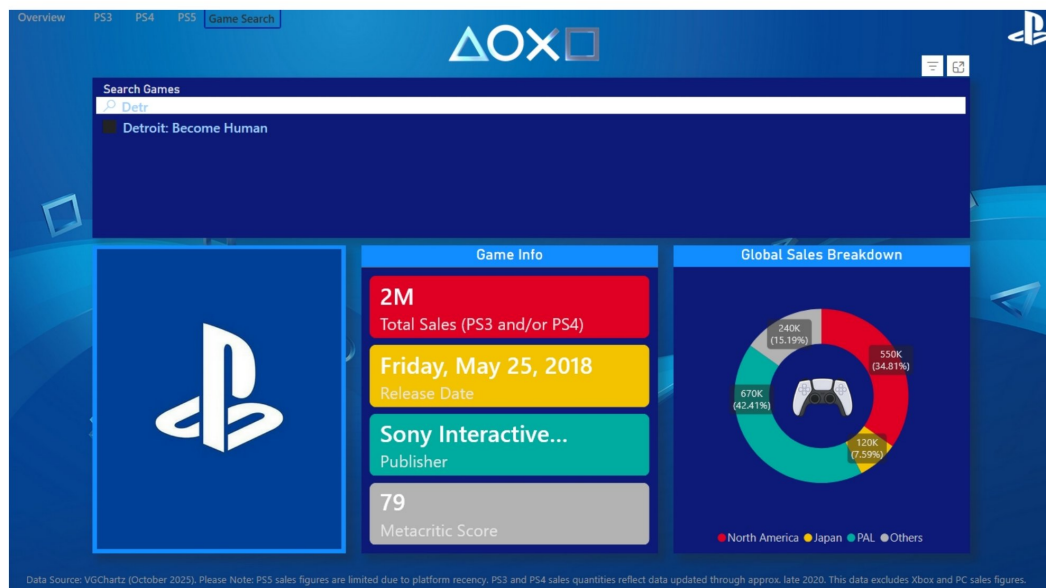 Overview PS3 PS4 PS5 Game Search
Search Games
Detr
Detroit: Become Human
Game Info
2M
Total Sales (PS3 and/or PS4)
Friday, May 25, 2018
Release Date
Sony Interactive...
Publisher
79
Metacritic Score
Global Sales Breakdown
240K
(15.19%)
550K
(34.81%)
670K
(42.41%)
120K
(7.59%)
North America Japan PAL Others
Data Source: VGChartz (October 2025). Please Note: PS5 sales figures are limited due to platform recency. PS3 and PS4 sales quantities reflect data updated through approx. late 2020. This data excludes Xbox and PC sales figures.